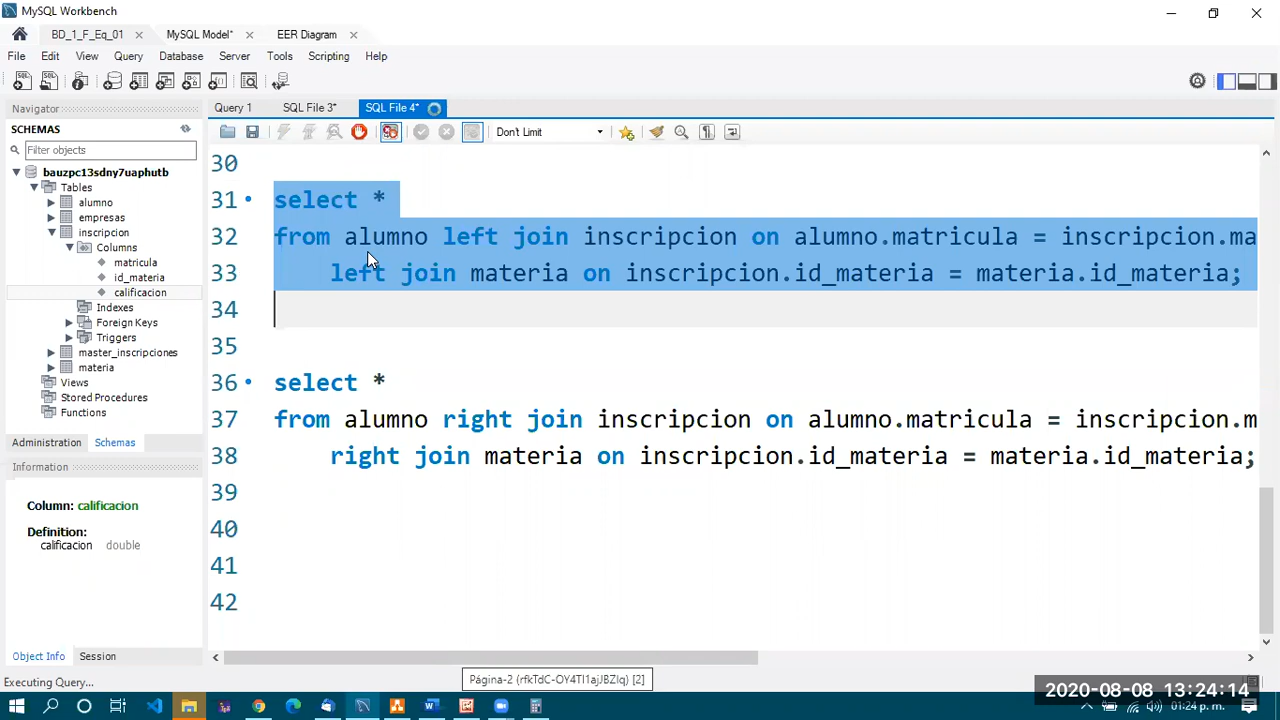 MySQL Workbench
BD_1_F_Eq_01
MySQL Model*
EER Diagram
File Edit View Query Database Server Tools Scripting Help
Navigator
Query 1
SQL File 3*
SQL File 4*
SCHEMAS
Don't Limit
Filter objects
bauzpc13sdny7uaphutb
Tables
alumno
empresas
inscripcion
Columns
matricula
id_materia
calificacion
Indexes
Foreign Keys
Triggers
master_inscripciones
materia
Views
Stored Procedures
Functions
Administration Schemas
Information
Column: calificacion
Definition:
calificacion double
Object Info Session
30
31 select *
32 from alumno left join inscripcion on alumno.matricula = inscripcion.ma
33 left join materia on inscripcion.id_materia = materia.id_materia;
34
35
36 select *
37 from alumno right join inscripcion on alumno.matricula = inscripcion.m
38 right join materia on inscripcion.id_materia = materia.id_materia;
39
40
41
42
Executing Query...
2020-08-08 13:24:14
01:24 p. m.